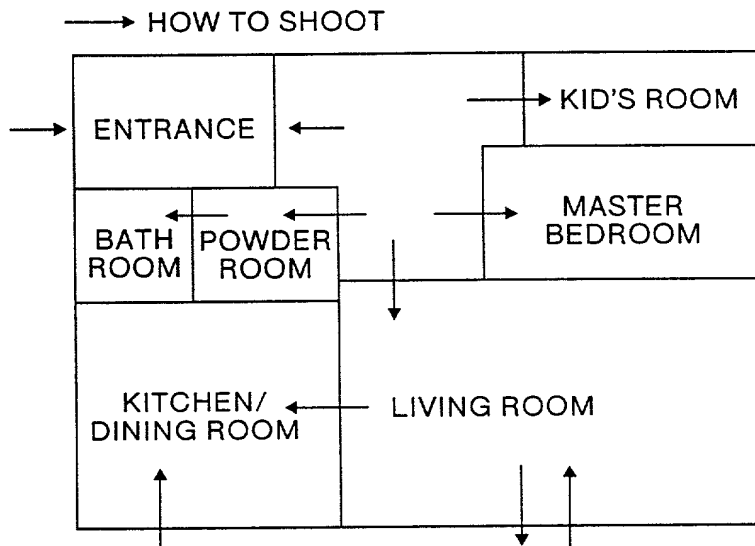 HOW TO SHOOT
ENTRANCE
KID'S ROOM
BATH
ROOM
POWDER
ROOM
MASTER
BEDROOM
KITCHEN/
DINING ROOM
LIVING ROOM